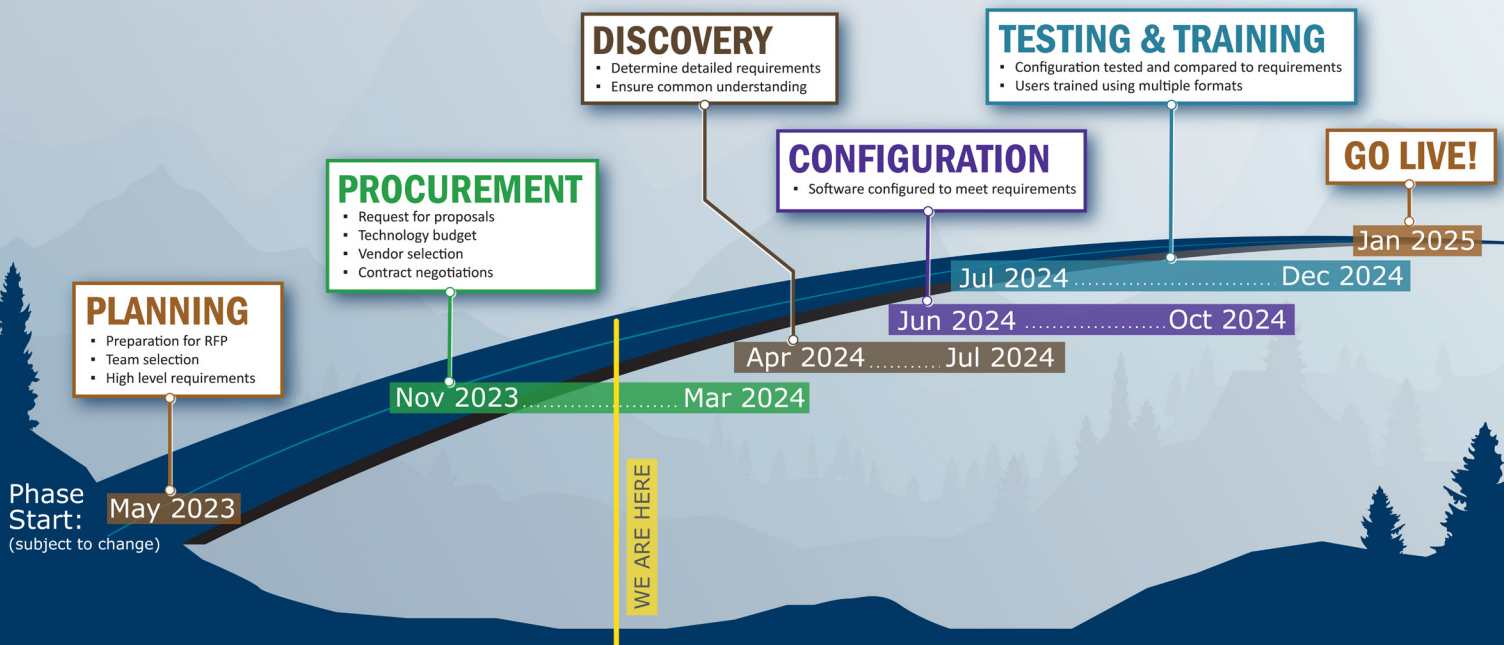 DISCOVERY
▪ Determine detailed requirements
▪ Ensure common understanding
TESTING & TRAINING
▪ Configuration tested and compared to requirements
▪ Users trained using multiple formats
CONFIGURATION
▪ Software configured to meet requirements
GO LIVE!
PROCUREMENT
▪ Request for proposals
▪ Technology budget
▪ Vendor selection
▪ Contract negotiations
PLANNING
▪ Preparation for RFP
▪ Team selection
▪ High level requirements
Jan 2025
Jul 2024 ........................... Dec 2024
Jun 2024 ................... Oct 2024
Apr 2024 .......... Jul 2024
Nov 2023 ..................... Mar 2024
Phase
Start:
(subject to change)
May 2023
WE ARE HERE